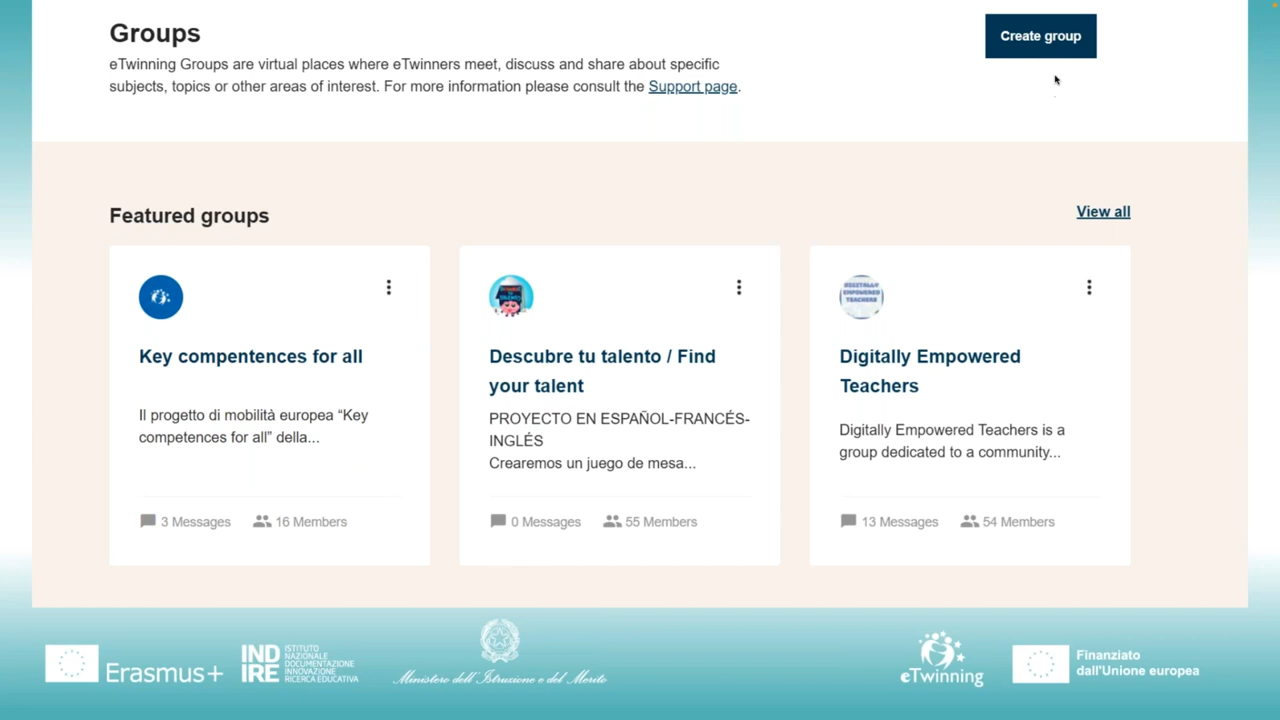 Groups
Create group
eTwinning Groups are virtual places where eTwinners meet, discuss and share about specific
subjects, topics or other areas of interest. For more information please consult the Support page.
Featured groups
View all
Key compentences for all
Il progetto di mobilità europea “Key
competences for all” della...
3 Messages
16 Members
Descubre tu talento / Find
your talent
PROYECTO EN ESPAÑOL-FRANCÉS-
INGLÉS
Crearemos un juego de mesa...
0 Messages
55 Members
DIGITALLY
EMPOWERED
TEACHERS
Digitally Empowered
Teachers
Digitally Empowered Teachers is a
group dedicated to a community...
13 Messages
54 Members
Erasmus+
INDIRE
ISTITUTO
NAZIONALE
DOCUMENTAZIONE
INNOVAZIONE
RICERCA EDUCATIVA
Ministero dell'Istruzione e del Merito
eTwinning
Finanziato
dall'Unione europea